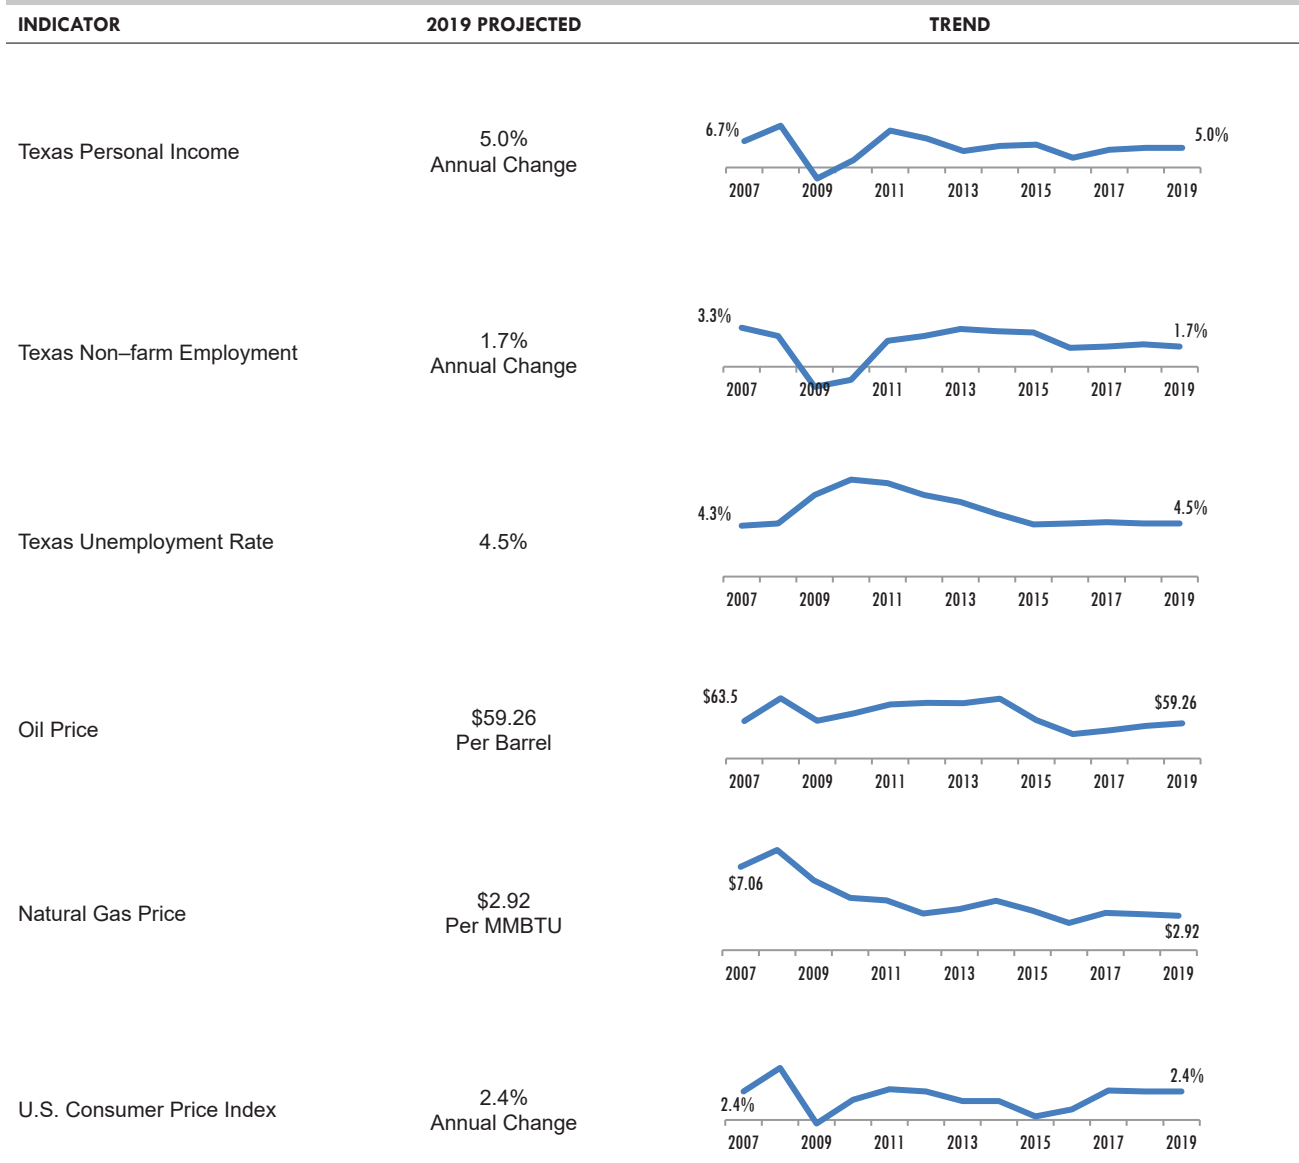 INDICATOR 2019 PROJECTED TREND
Texas Personal Income
5.0%
Annual Change
6.7%
5.0%
2007 2009 2011 2013 2015 2017 2019
Texas Non–farm Employment
1.7%
Annual Change
3.3%
1.7%
2007 2009 2011 2013 2015 2017 2019
Texas Unemployment Rate
4.5%
4.3%
4.5%
2007 2009 2011 2013 2015 2017 2019
Oil Price
$59.26
Per Barrel
$63.5
$59.26
2007 2009 2011 2013 2015 2017 2019
Natural Gas Price
$2.92
Per MMBTU
$7.06
$2.92
2007 2009 2011 2013 2015 2017 2019
U.S. Consumer Price Index
2.4%
Annual Change
2.4%
2.4%
2007 2009 2011 2013 2015 2017 2019